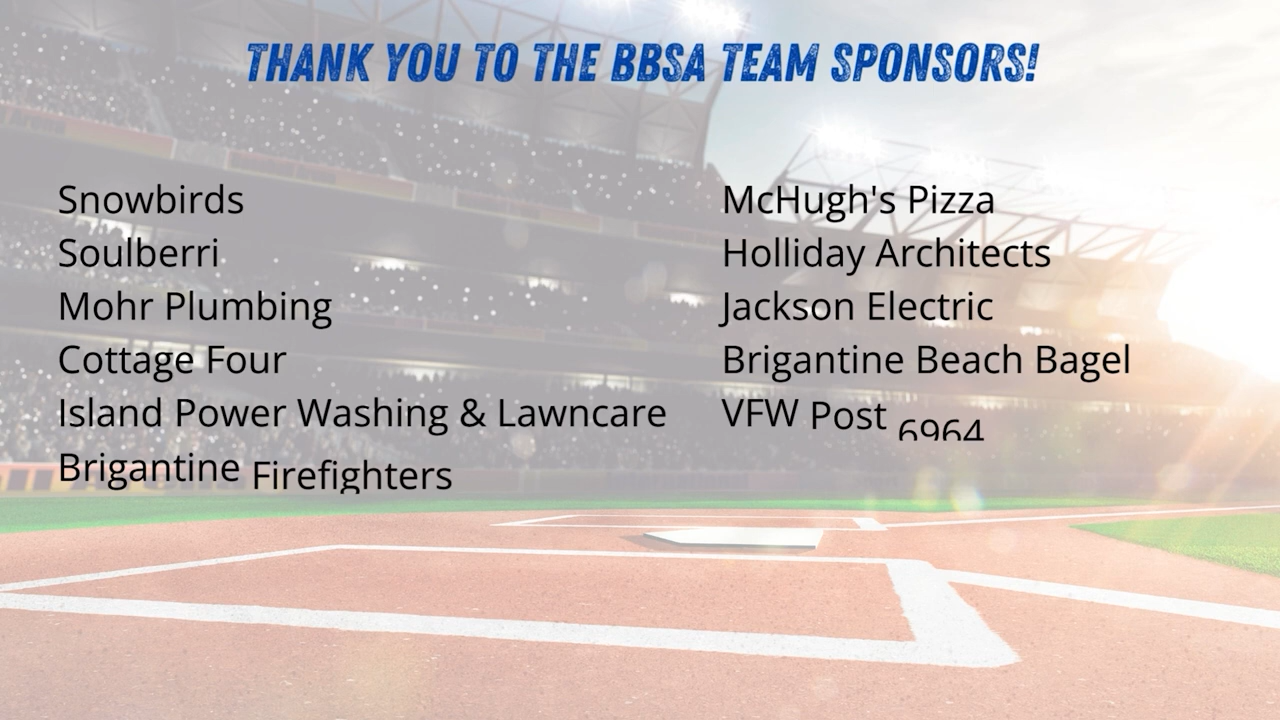 THANK YOU TO THE BBSA TEAM SPONSORS!
Snowbirds
Soulberri
Mohr Plumbing
Cottage Four
Island Power Washing & Lawncare
Brigantine Firefighters
McHugh's Pizza
Holliday Architects
Jackson Electric
Brigantine Beach Bagel
VFW Post 6964